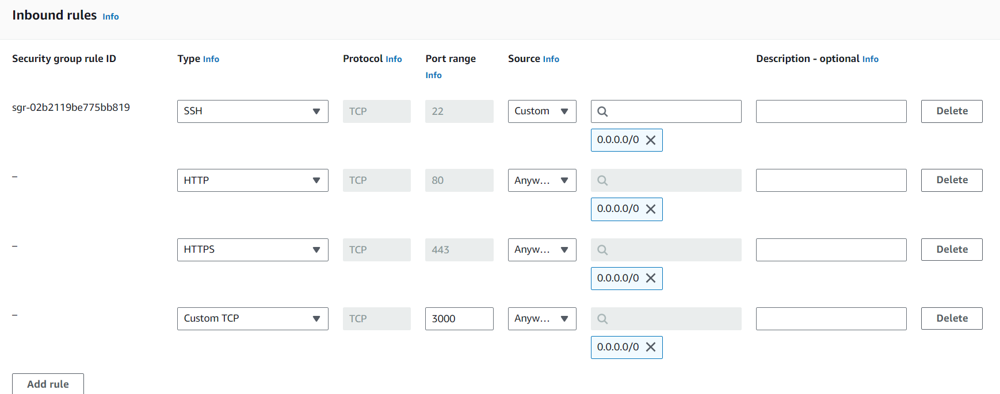 Inbound rules Info
Security group rule ID Type Info Protocol Info Port range Info Source Info Description - optional Info
sgr-02b2119be775bb819 SSH TCP 22 Custom Delete
0.0.0.0/0
– HTTP TCP 80 Anyw... Delete
0.0.0.0/0
– HTTPS TCP 443 Anyw... Delete
0.0.0.0/0
– Custom TCP TCP 3000 Anyw... Delete
0.0.0.0/0
Add rule